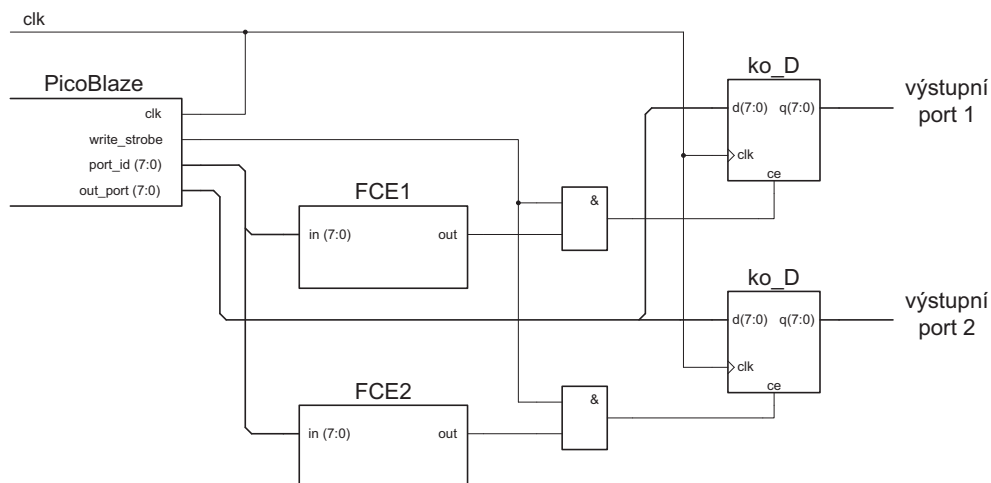 clk
PicoBlaze
clk
write_strobe
port_id (7:0)
out_port (7:0)
FCE1
in (7:0)
out
&
ko_D
d(7:0)
q(7:0)
clk
ce
výstupní
port 1
FCE2
in (7:0)
out
&
ko_D
d(7:0)
q(7:0)
clk
ce
výstupní
port 2